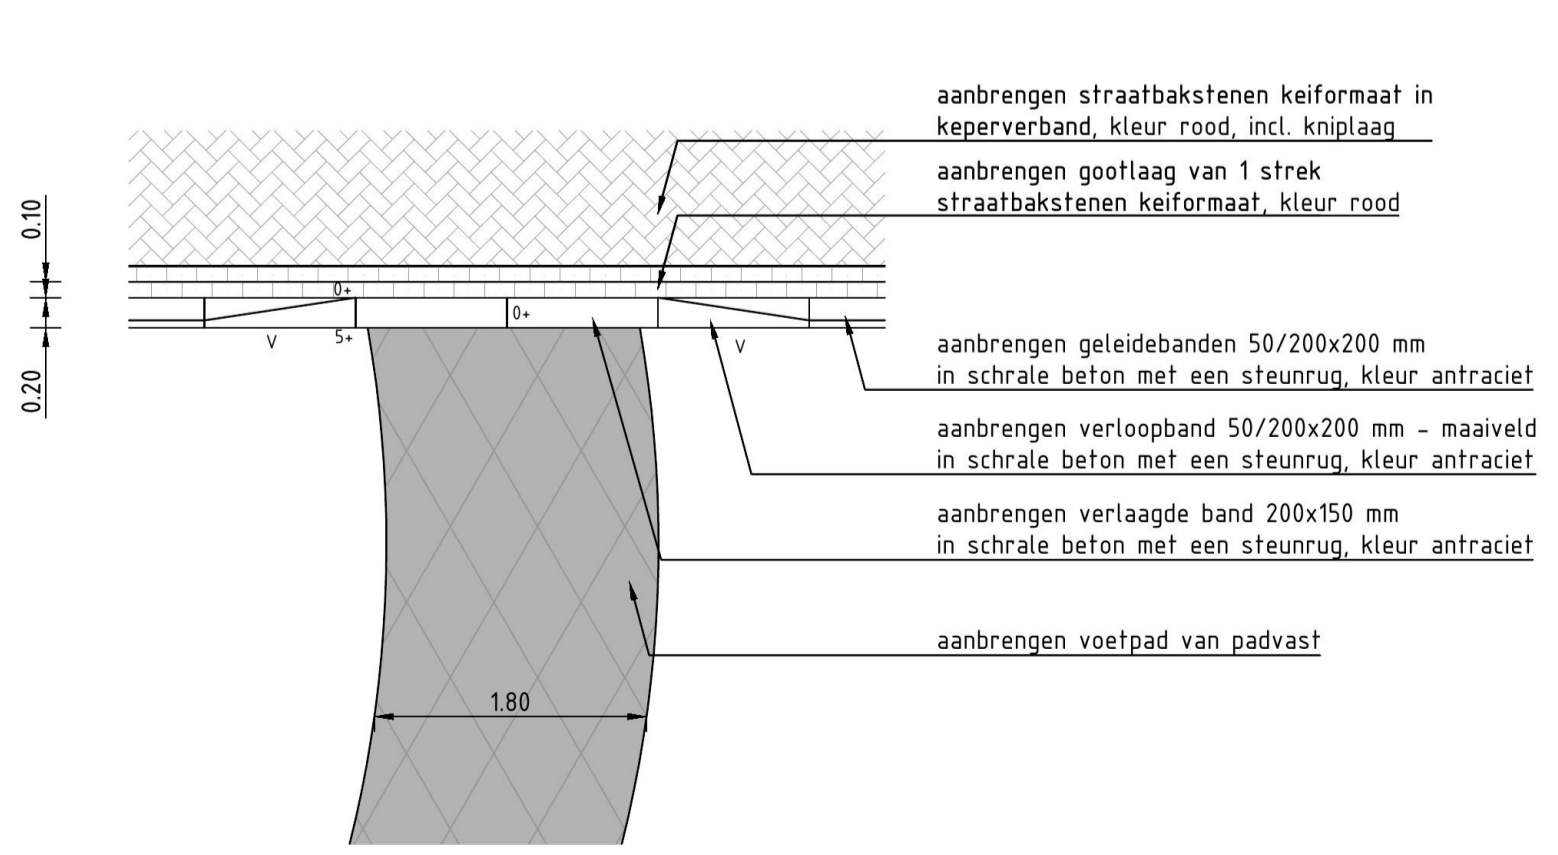 aanbrengen straatbakstenen keiformaat in
keperverband, kleur rood, incl. kniplaag
aanbrengen gootlaag van 1 strek
straatbakstenen keiformaat, kleur rood
0.10
0+
0+
V
5+
V
0.20
aanbrengen geleidebanden 50/200x200 mm
in schrale beton met een steunrug, kleur antraciet
aanbrengen verloopband 50/200x200 mm - maaiveld
in schrale beton met een steunrug, kleur antraciet
aanbrengen verlaagde band 200x150 mm
in schrale beton met een steunrug, kleur antraciet
aanbrengen voetpad van padvast
1.80